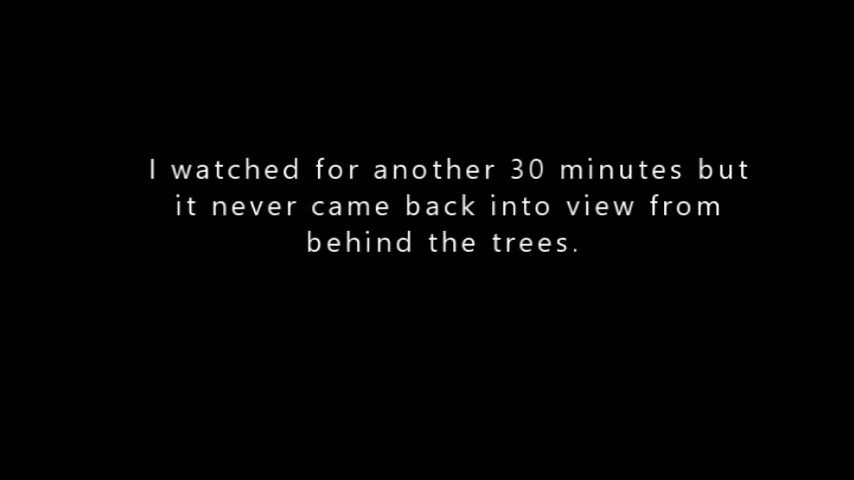 I watched for another 30 minutes but
it never came back into view from
behind the trees.